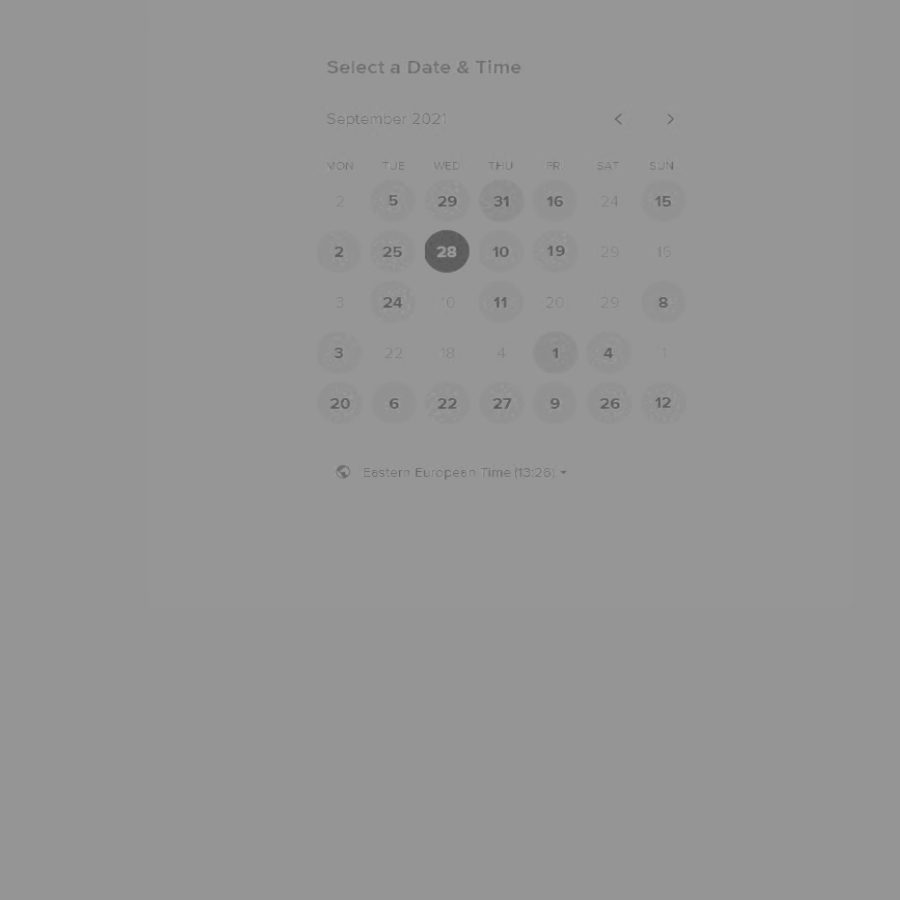 Select a Date & Time
September 2021
MON TUE WED THU FRI SAT SUN
2 5 29 31 16 24 15
2 25 28 10 19 29 15
3 24 10 11 20 29 8
3 22 18 4 1 4 1
20 6 22 27 9 26 12
Eastern European Time (13:26)